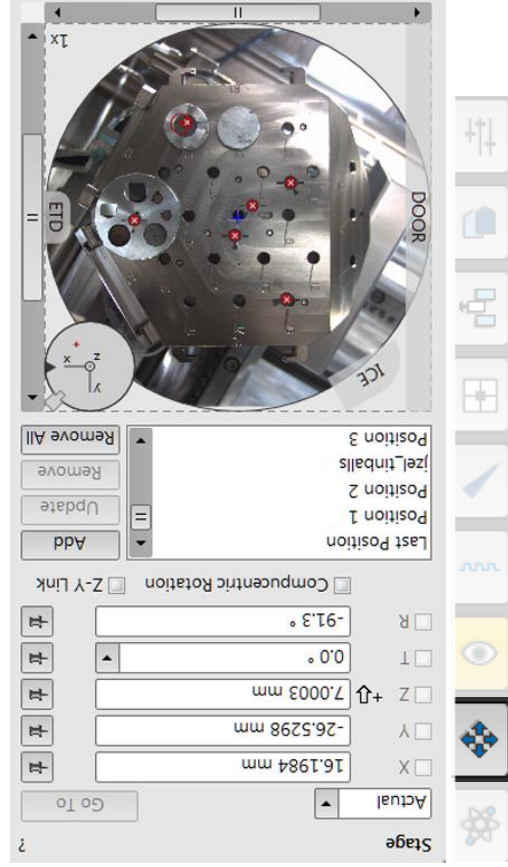 Stage ?
Actual Go To
X 16.1984 mm
Y -26.5298 mm
Z + 7.0003 mm
T 0.0 °
R -91.3 °
Compucentric Rotation Z-Y Link
Last Position Add
Position 1 Update
Position 2 Remove
jzel_tinballs Remove All
Position 3
ICE
y
z
x
DOOR
ETD
1x